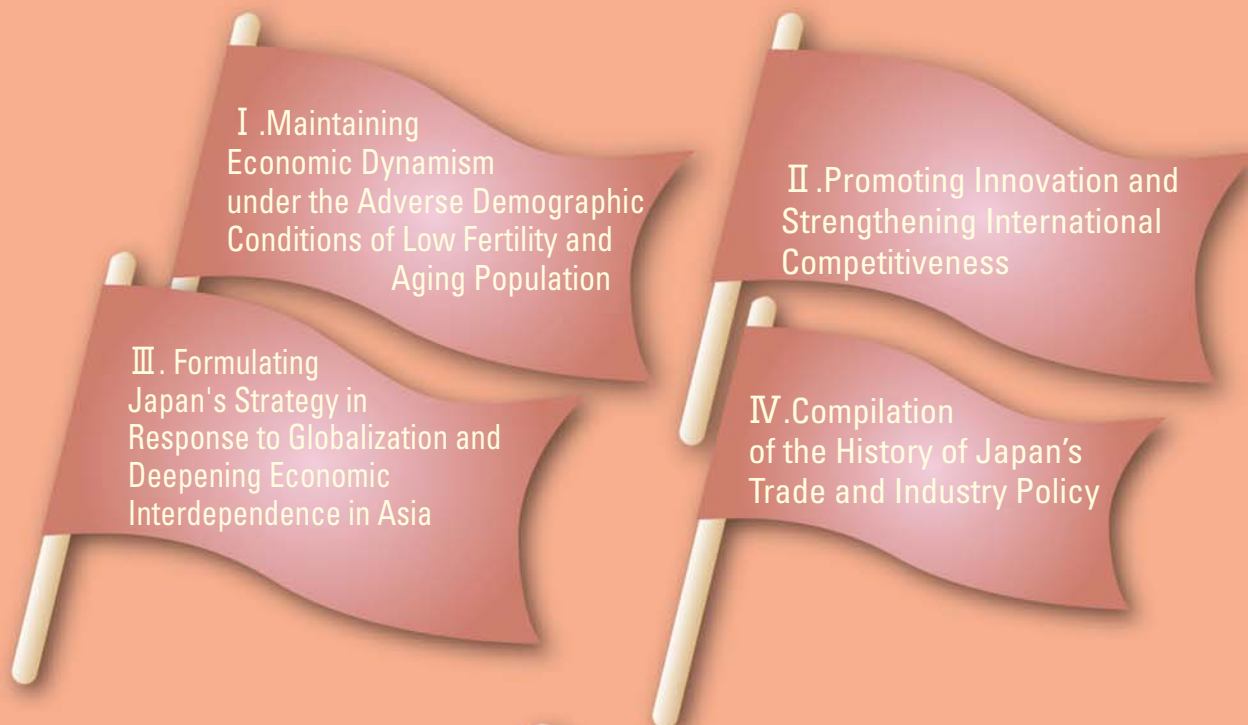 Ⅰ.Maintaining
Economic Dynamism
under the Adverse Demographic
Conditions of Low Fertility and
Aging Population
Ⅱ.Promoting Innovation and
Strengthening International
Competitiveness
Ⅲ. Formulating
Japan's Strategy in
Response to Globalization and
Deepening Economic
Interdependence in Asia
Ⅳ.Compilation
of the History of Japan’s
Trade and Industry Policy